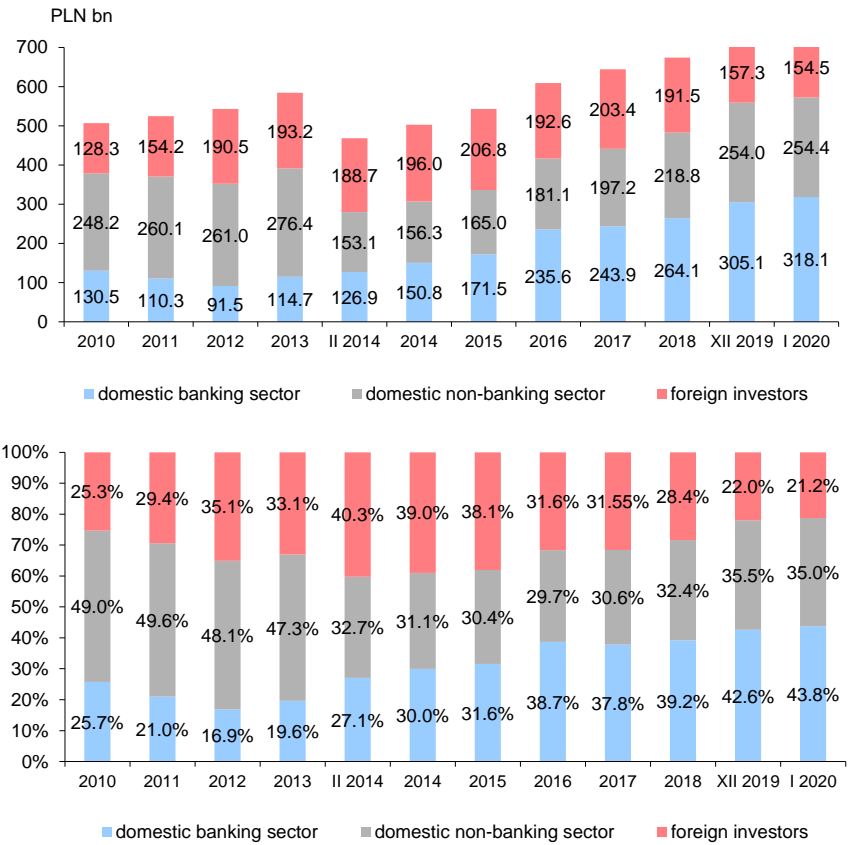 PLN bn
700
600
500
400
300
200
100
0
128.3 154.2 190.5 193.2 188.7 196.0 206.8 192.6 203.4 191.5 157.3 154.5
248.2 260.1 261.0 276.4 153.1 156.3 165.0 181.1 197.2 218.8 254.0 254.4
130.5 110.3 91.5 114.7 126.9 150.8 171.5 235.6 243.9 264.1 305.1 318.1
2010 2011 2012 2013 II 2014 2014 2015 2016 2017 2018 XII 2019 I 2020
domestic banking sector domestic non-banking sector foreign investors
100%
90%
80%
70%
60%
50%
40%
30%
20%
10%
0%
25.3% 29.4% 35.1% 33.1% 40.3% 39.0% 38.1% 31.6% 31.55% 28.4% 22.0% 21.2%
49.0% 49.6% 48.1% 47.3% 32.7% 31.1% 30.4% 29.7% 30.6% 32.4% 35.5% 35.0%
25.7% 21.0% 16.9% 19.6% 27.1% 30.0% 31.6% 38.7% 37.8% 39.2% 42.6% 43.8%
2010 2011 2012 2013 II 2014 2014 2015 2016 2017 2018 XII 2019 I 2020
domestic banking sector domestic non-banking sector foreign investors